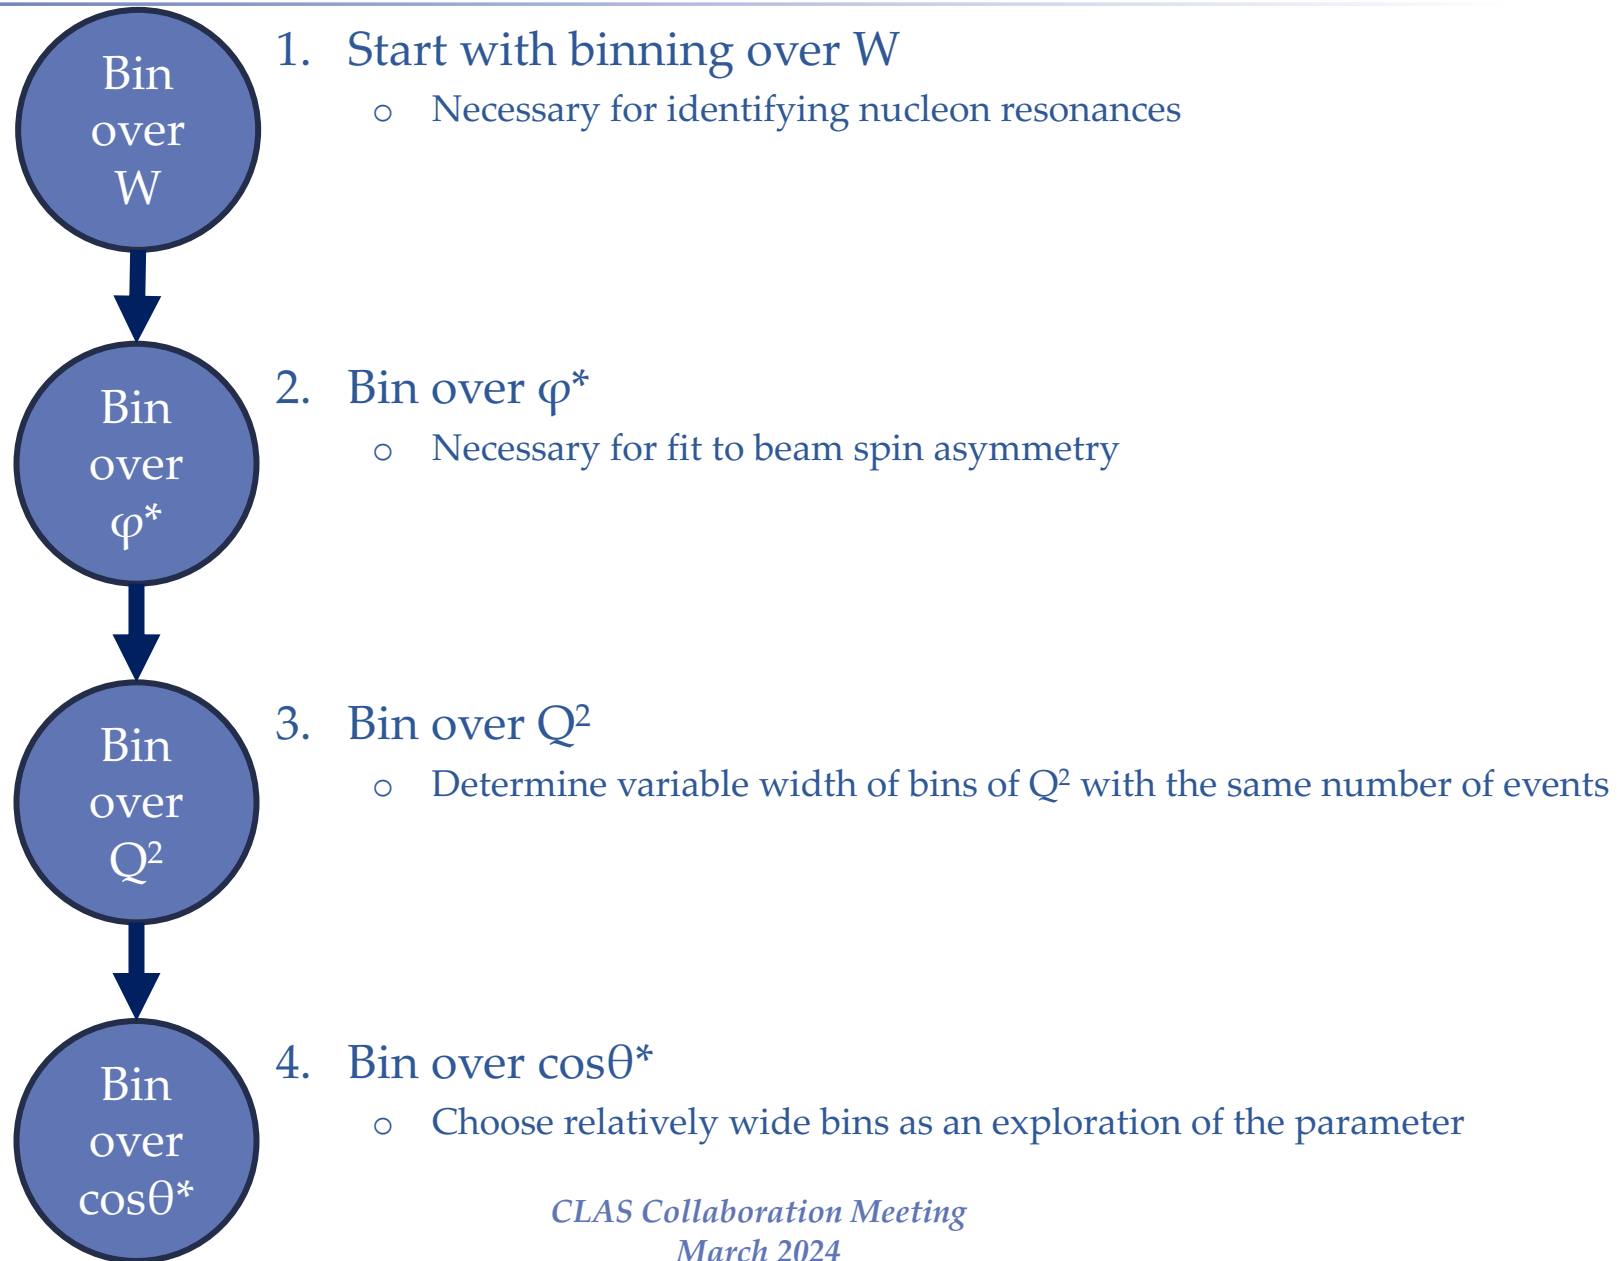 Bin
over
W
1. Start with binning over W
o Necessary for identifying nucleon resonances
Bin
over
φ*
2. Bin over φ*
o Necessary for fit to beam spin asymmetry
Bin
over
Q²
3. Bin over Q²
o Determine variable width of bins of Q² with the same number of events
Bin
over
cosθ*
4. Bin over cosθ*
o Choose relatively wide bins as an exploration of the parameter
CLAS Collaboration Meeting
March 2024